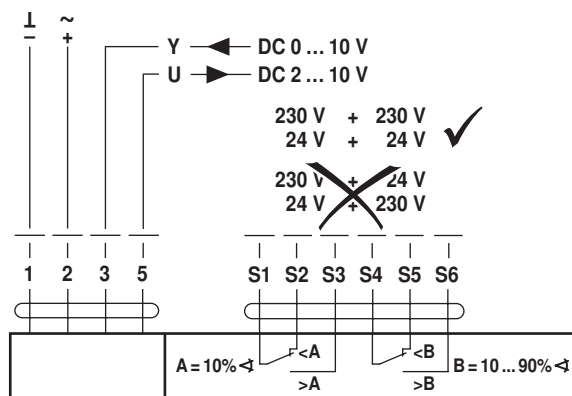 ⊥ ~
– +
Y DC 0 ... 10 V
U DC 2 ... 10 V
230 V + 230 V
24 V + 24 V
230 V + 24 V
24 V + 230 V
1 2 3 5 S1 S2 S3 S4 S5 S6
A = 10% ∢ <A <B B = 10 ... 90% ∢
>A >B